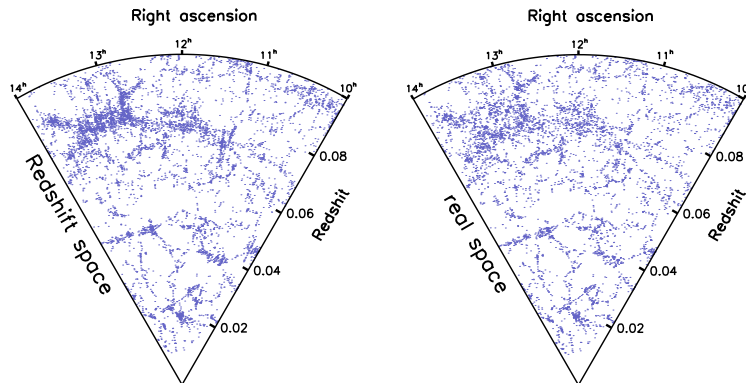 Right ascension
14ʰ 13ʰ 12ʰ 11ʰ 10ʰ
0.08
0.06
0.04
0.02
Redshit
Redshift space
Right ascension
14ʰ 13ʰ 12ʰ 11ʰ 10
0.08
0.06
0.04
0.02
Redshit
real space